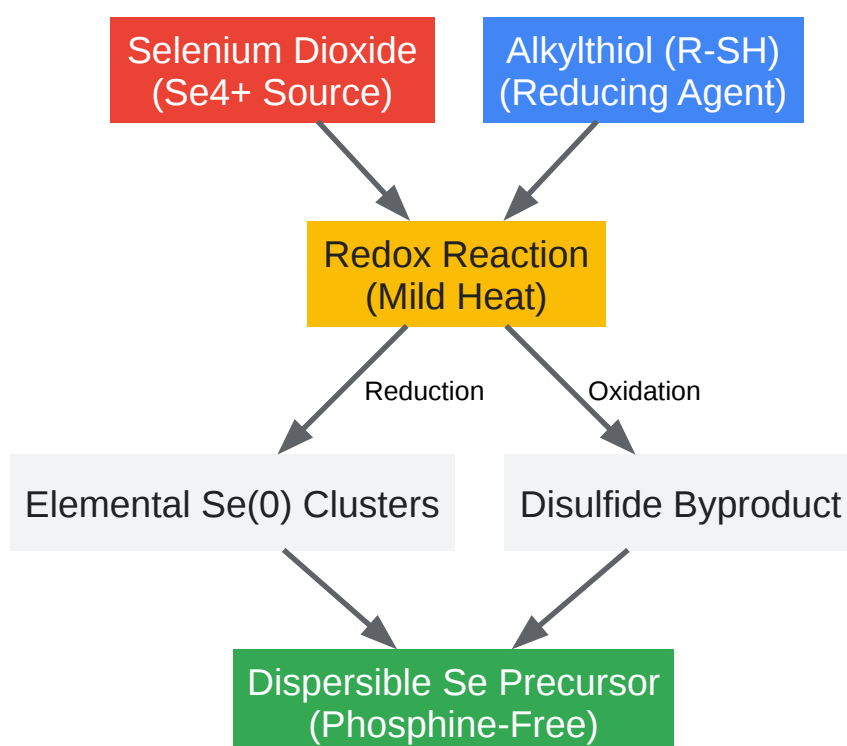 Selenium Dioxide
(Se4+ Source)
Alkylthiol (R-SH)
(Reducing Agent)
Redox Reaction
(Mild Heat)
Reduction
Oxidation
Elemental Se(0) Clusters
Disulfide Byproduct
Dispersible Se Precursor
(Phosphine-Free)